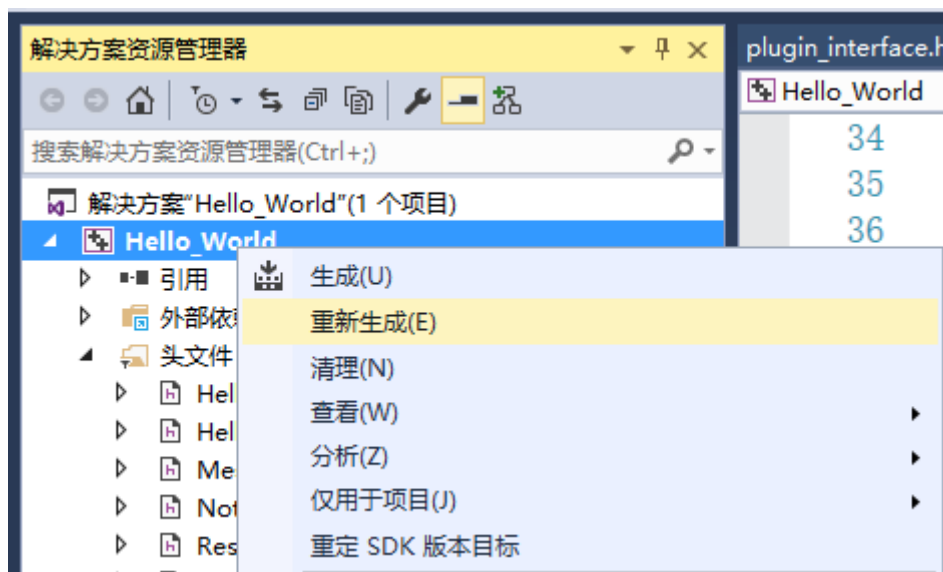 解决方案资源管理器
plugin_interface.h
Hello_World
搜索解决方案资源管理器(Ctrl+;)
34
35
36
解决方案"Hello_World"(1 个项目)
Hello_World
引用
外部依
头文件
Hel
Hel
Me
Not
Res
生成(U)
重新生成(E)
清理(N)
查看(W)
分析(Z)
仅用于项目(J)
重定 SDK 版本目标